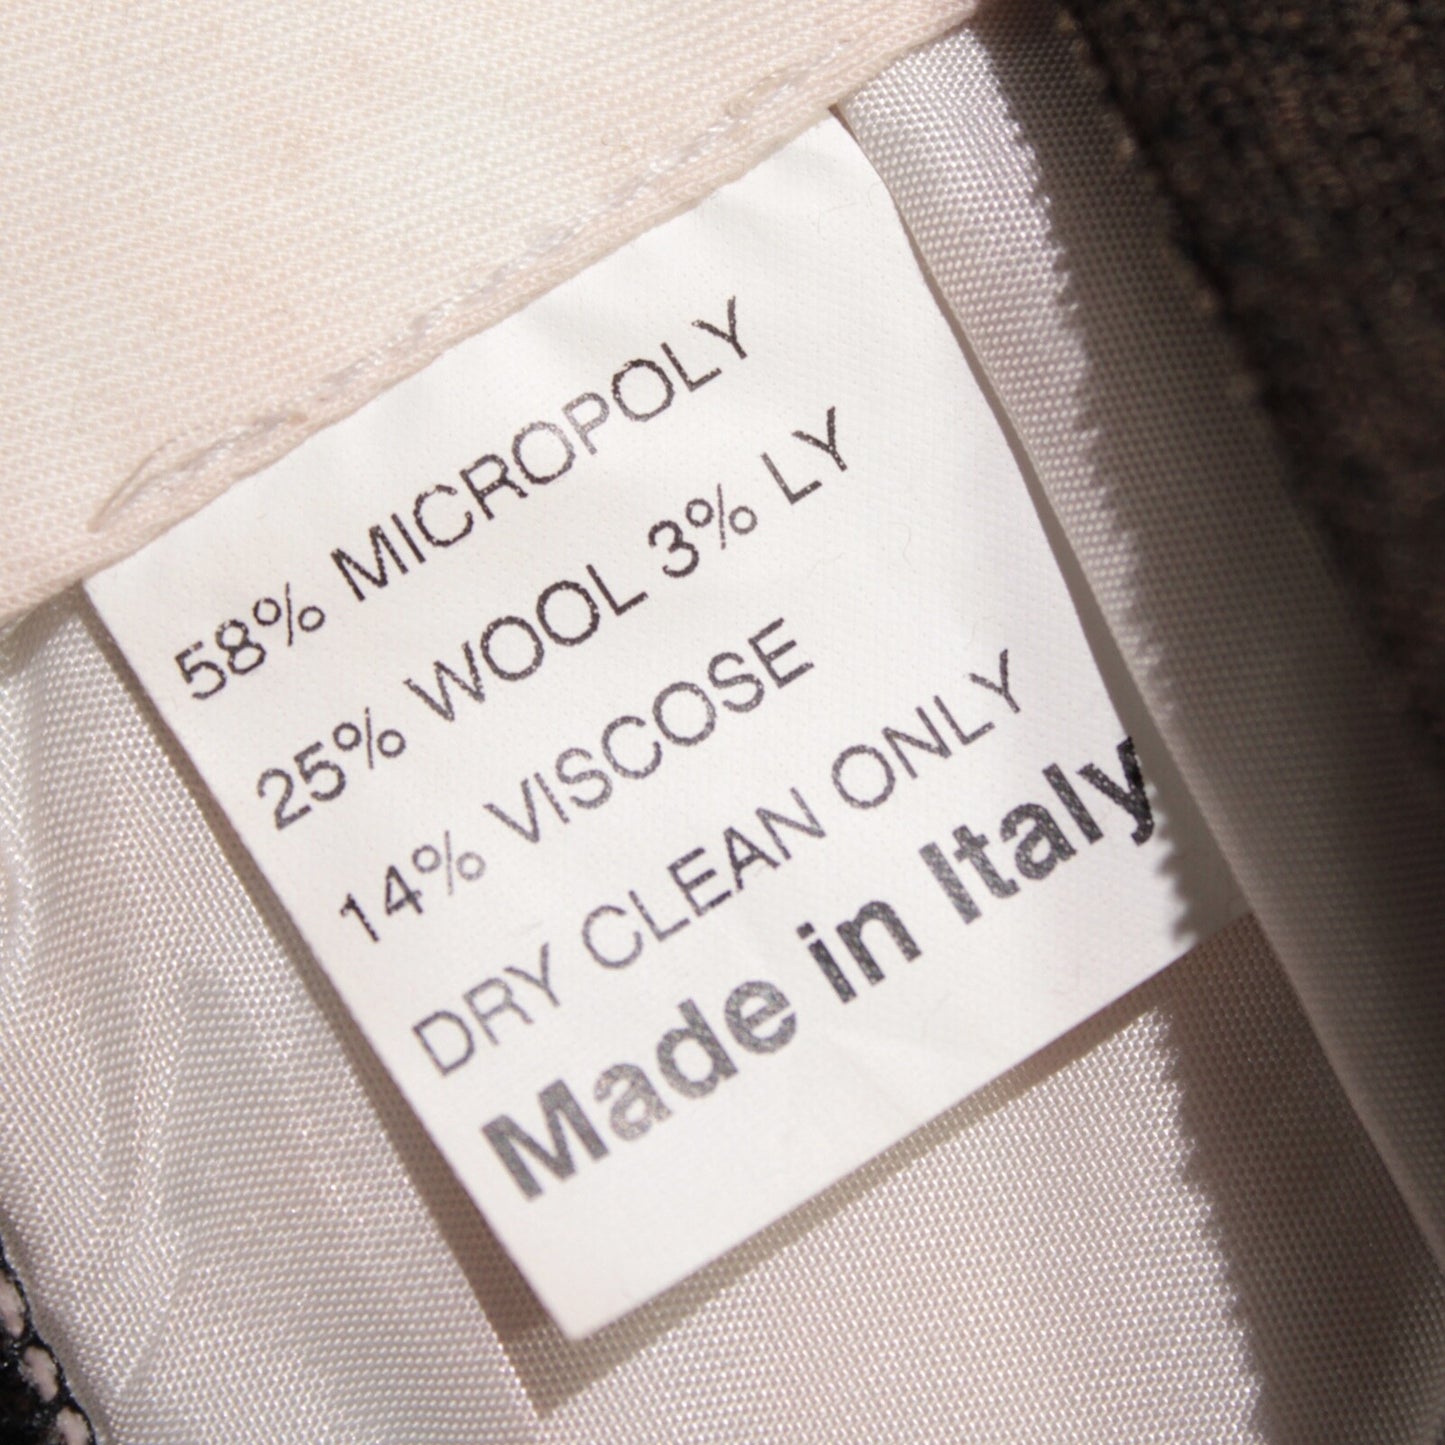 58% MICROPOLY
25% WOOL 3% LY
14% VISCOSE
DRY CLEAN ONLY
Made in Italy